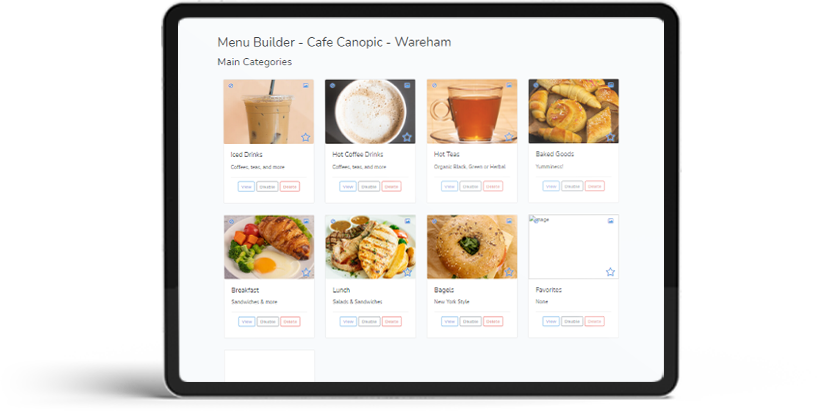 Menu Builder - Cafe Canopic - Wareham
Main Categories
Iced Drinks
Coffees, teas, and more
View Disable Delete
Hot Coffee Drinks
Coffees, teas, and more
View Disable Delete
Hot Teas
Organic Black, Green or Herbal
View Disable Delete
Baked Goods
Yumminess!
View Disable Delete
Breakfast
Sandwiches & more
View Disable Delete
Lunch
Salads & Sandwiches
View Disable Delete
Bagels
New York Style
View Disable Delete
Image
Favorites
None
View Disable Delete